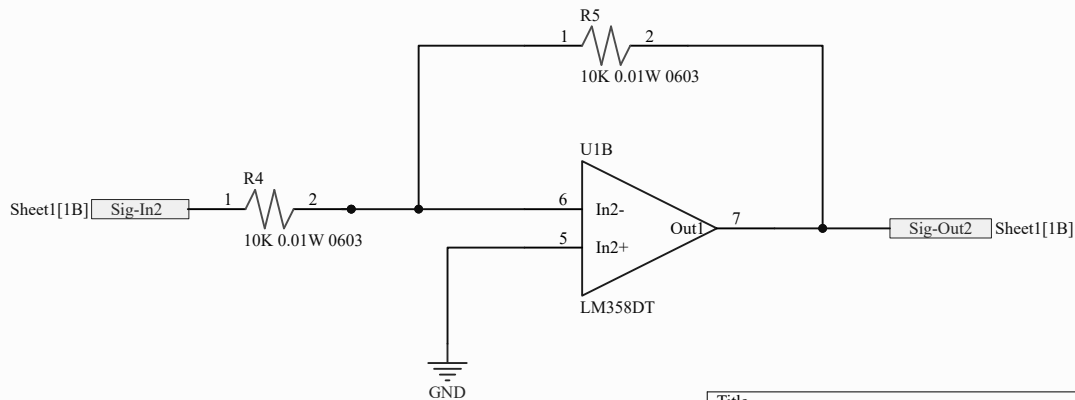 R5
1
2
10K 0.01W 0603
U1B
R4
1
2
6
In2-
Sheet1[1B]
Sig-In2
10K 0.01W 0603
7
Out1
Sig-Out2
Sheet1[1B]
5
In2+
LM358DT
GND
Title